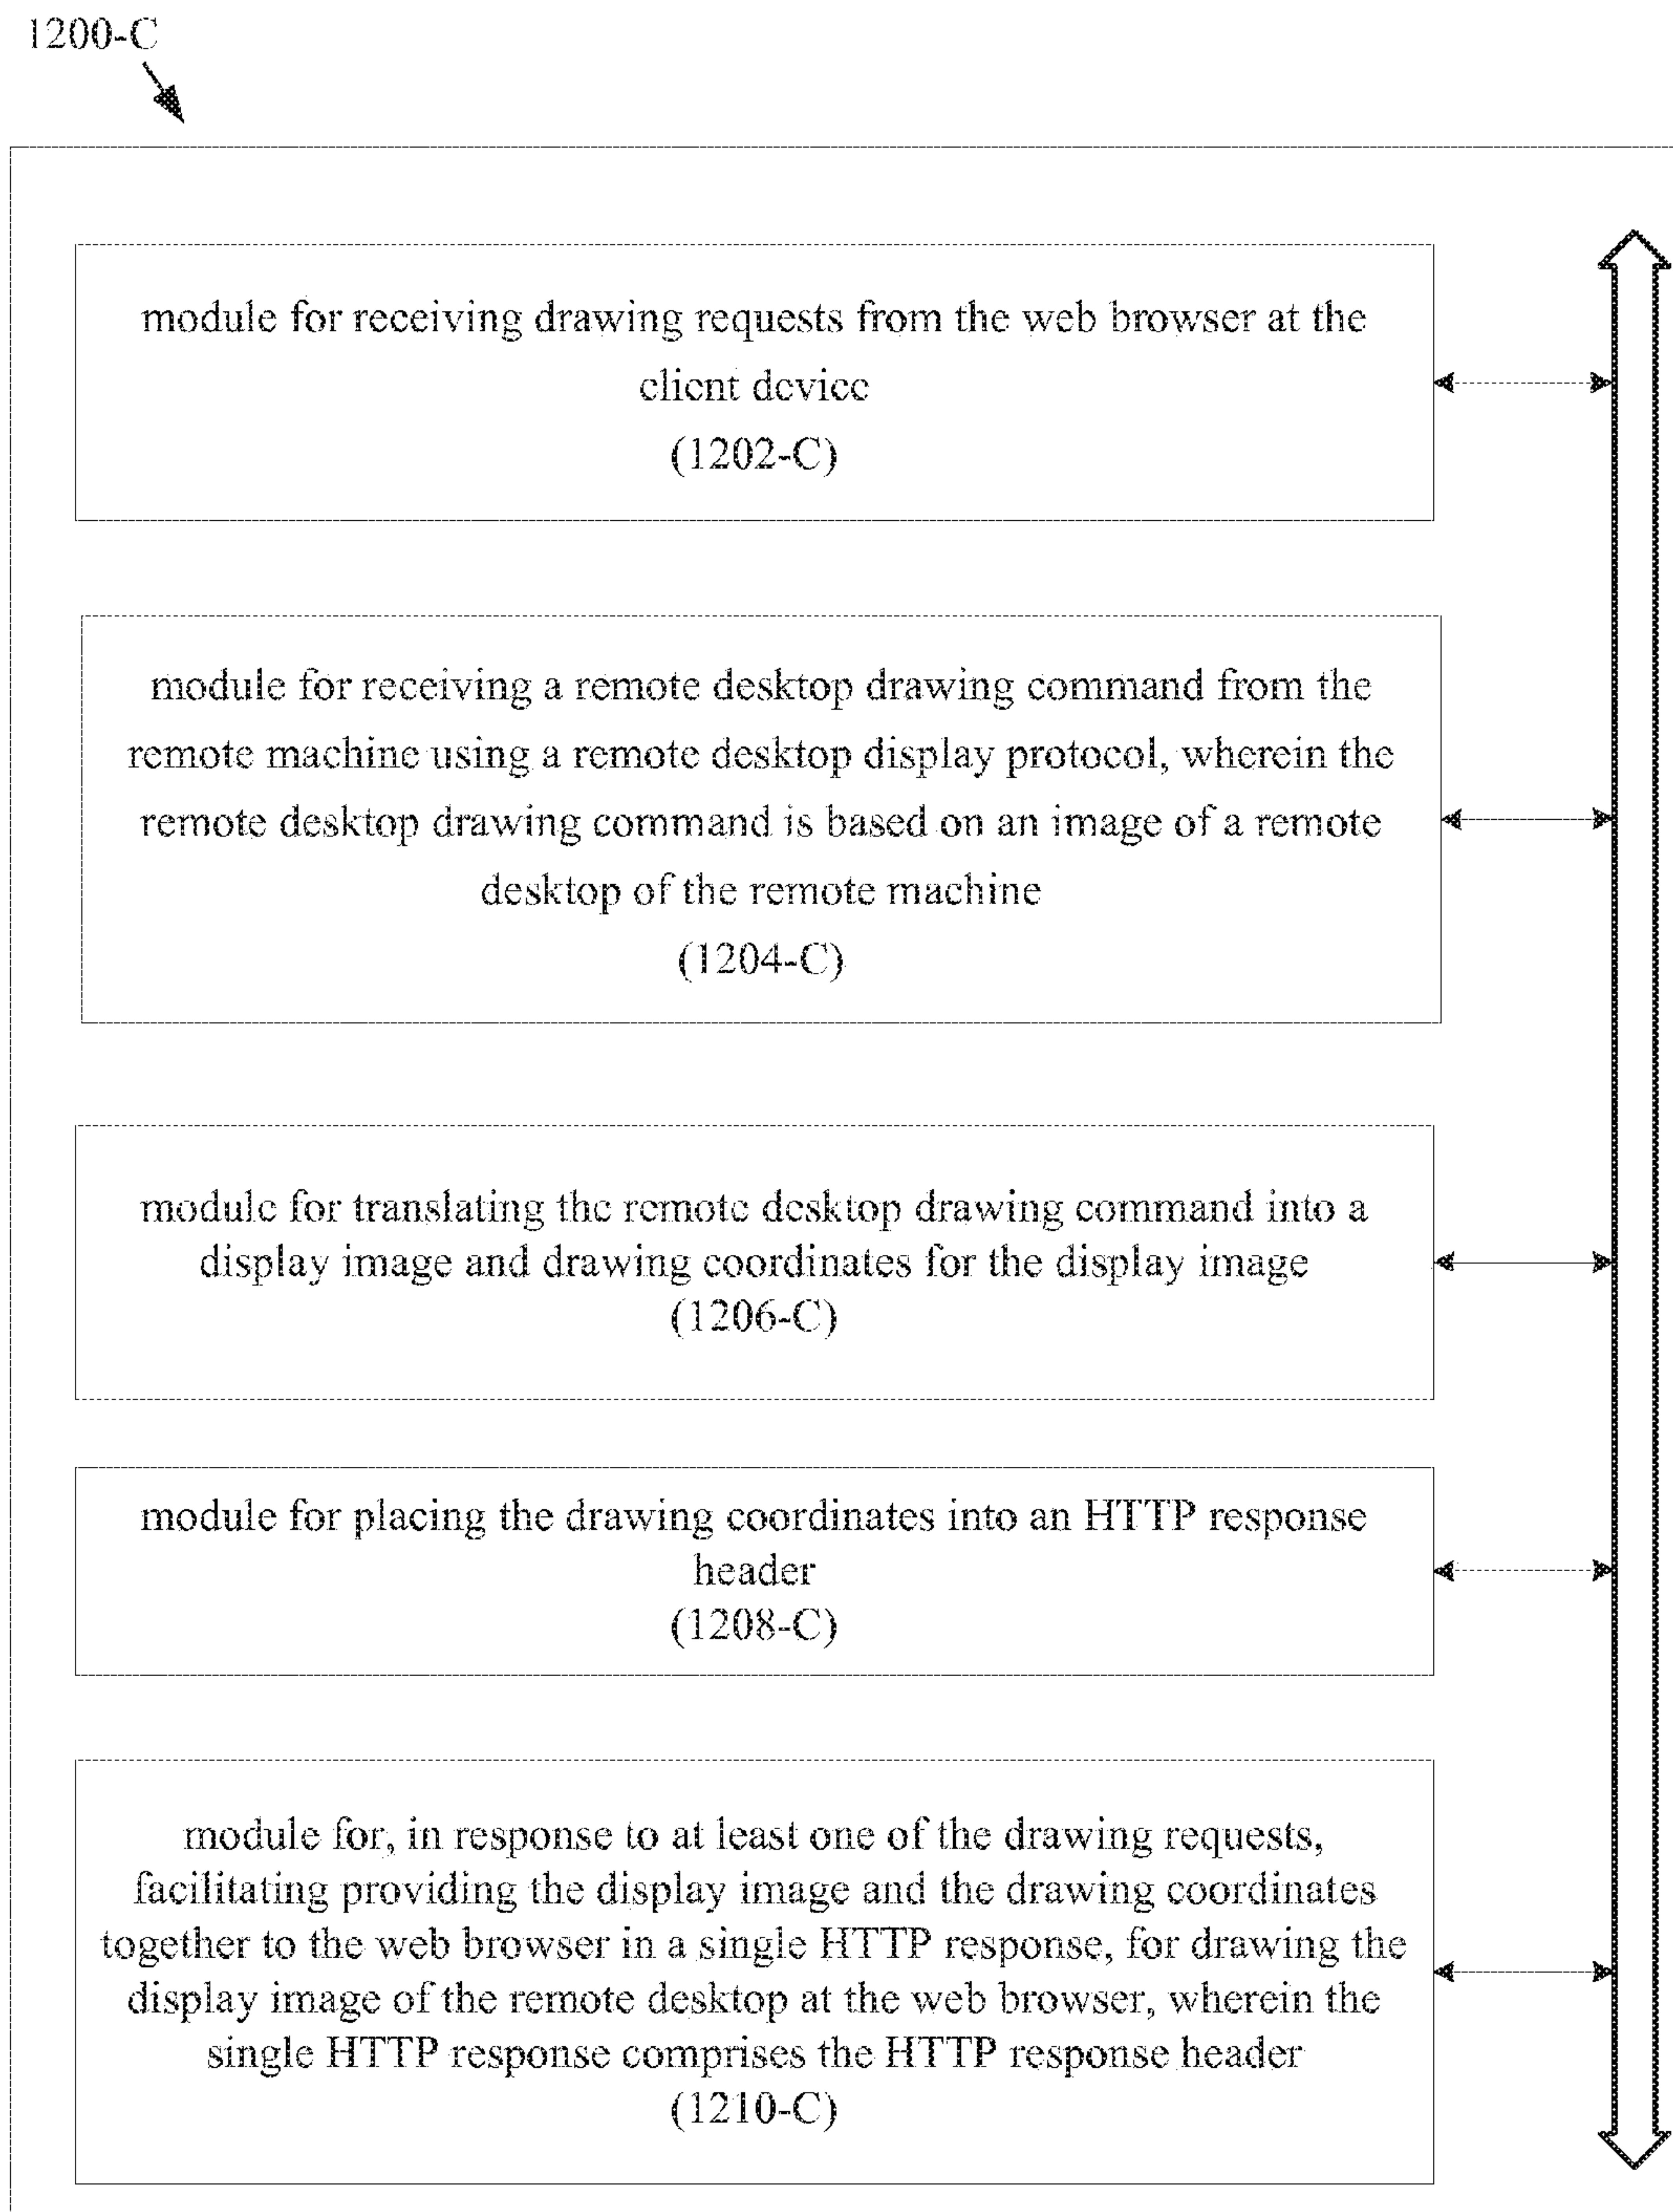 1200-C
module for receiving drawing requests from the web browser at the
client device
(1202-C)
module for receiving a remote desktop drawing command from the
remote machine using a remote desktop display protocol, wherein the
remote desktop drawing command is based on an image of a remote
desktop of the remote machine
(1204-C)
module for translating the remote desktop drawing command into a
display image and drawing coordinates for the display image
(1206-C)
module for placing the drawing coordinates into an HTTP response
header
(1208-C)
module for, in response to at least one of the drawing requests,
facilitating providing the display image and the drawing coordinates
together to the web browser in a single HTTP response, for drawing the
display image of the remote desktop at the web browser, wherein the
single HTTP response comprises the HTTP response header
(1210-C)